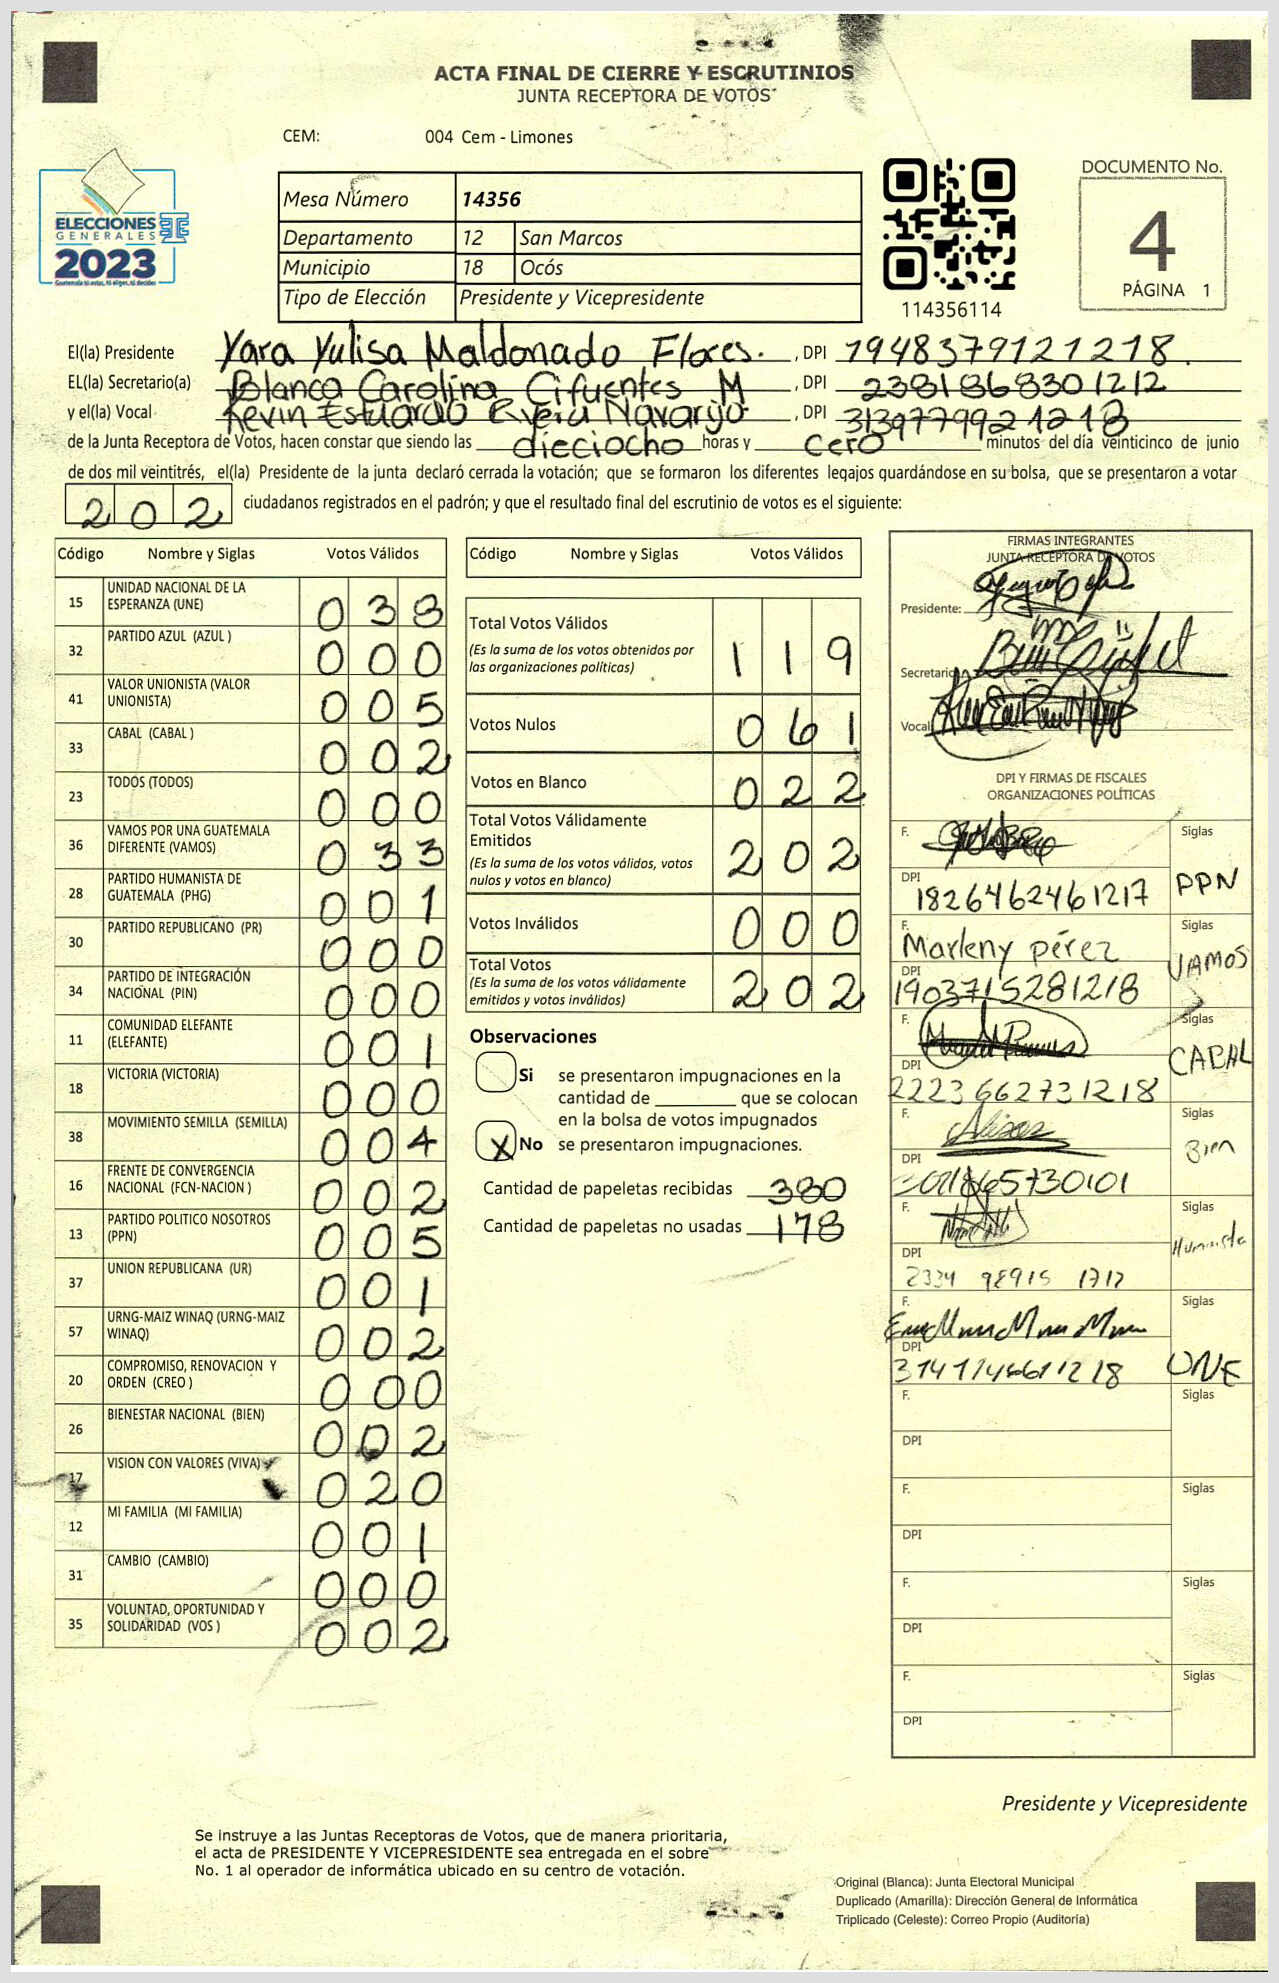 ACTA FINAL DE CIERRE Y ESCRUTINIOS
JUNTA RECEPTORA DE VOTOS
CEM: 004 Cem - Limones
ELECCIONES
GENERALES
2023
Mesa Número 14356
Departamento 12 San Marcos
Municipio 18 Ocós
Tipo de Elección Presidente y Vicepresidente
114356114
DOCUMENTO No.
4
PÁGINA 1
El(la) Presidente Yara Yulisa Maldonado Flores. , DPI 1948379121218
EL(la) Secretario(a) Blanca Carolina Cifuentes M , DPI 2381868301212
y el(la) Vocal Kevin Estuardo Rivera Navarijo. , DPI 3139779921218
de la Junta Receptora de Votos, hacen constar que siendo las dieciocho horas y cero minutos del día veinticinco de junio
de dos mil veintitrés, el(la) Presidente de la junta declaró cerrada la votación; que se formaron los diferentes legajos quardándose en su bolsa, que se presentaron a votar
202 ciudadanos registrados en el padrón; y que el resultado final del escrutinio de votos es el siguiente:
Código Nombre y Siglas Votos Válidos
15 UNIDAD NACIONAL DE LA ESPERANZA (UNE) 038
32 PARTIDO AZUL (AZUL ) 000
41 VALOR UNIONISTA (VALOR UNIONISTA) 005
33 CABAL (CABAL ) 002
23 TODOS (TODOS) 000
36 VAMOS POR UNA GUATEMALA DIFERENTE (VAMOS) 033
28 PARTIDO HUMANISTA DE GUATEMALA (PHG) 001
30 PARTIDO REPUBLICANO (PR) 000
34 PARTIDO DE INTEGRACIÓN NACIONAL (PIN) 000
11 COMUNIDAD ELEFANTE (ELEFANTE) 001
18 VICTORIA (VICTORIA) 000
38 MOVIMIENTO SEMILLA (SEMILLA) 004
16 FRENTE DE CONVERGENCIA NACIONAL (FCN-NACION ) 002
13 PARTIDO POLITICO NOSOTROS (PPN) 005
37 UNION REPUBLICANA (UR) 001
57 URNG-MAIZ WINAQ (URNG-MAIZ WINAQ) 002
20 COMPROMISO, RENOVACION Y ORDEN (CREO ) 000
26 BIENESTAR NACIONAL (BIEN) 002
17 VISION CON VALORES (VIVA) 020
12 MI FAMILIA (MI FAMILIA) 001
31 CAMBIO (CAMBIO) 000
35 VOLUNTAD, OPORTUNIDAD Y SOLIDARIDAD (VOS ) 002
Código Nombre y Siglas Votos Válidos
Total Votos Válidos 119
(Es la suma de los votos obtenidos por
las organizaciones políticas)
Votos Nulos 061
Votos en Blanco 022
Total Votos Válidamente
Emitidos 202
(Es la suma de los votos válidos, votos
nulos y votos en blanco)
Votos Inválidos 000
Total Votos 202
(Es la suma de los votos válidamente
emitidos y votos inválidos)
Observaciones
Si se presentaron impugnaciones en la
cantidad de ________ que se colocan
en la bolsa de votos impugnados
X No se presentaron impugnaciones.
Cantidad de papeletas recibidas 380
Cantidad de papeletas no usadas 178
FIRMAS INTEGRANTES
JUNTA RECEPTORA DE VOTOS
Presidente:
Secretario
Vocal
DPI Y FIRMAS DE FISCALES
ORGANIZACIONES POLÍTICAS
F. Siglas
DPI 1826462461217 PPN
F. Marleny pérez Siglas
DPI 1903715281218 VAMOS
F. Siglas
DPI 2223662731218 CABAL
F. Siglas
DPI Bien
F. Siglas
DPI Humanista
F. Siglas
DPI UNE
F. Siglas
DPI
F. Siglas
DPI
F. Siglas
DPI
F. Siglas
DPI
Presidente y Vicepresidente
Se instruye a las Juntas Receptoras de Votos, que de manera prioritaria,
el acta de PRESIDENTE Y VICEPRESIDENTE sea entregada en el sobre
No. 1 al operador de informática ubicado en su centro de votación.
Original (Blanca): Junta Electoral Municipal
Duplicado (Amarilla): Dirección General de Informática
Triplicado (Celeste): Correo Propio (Auditoría)